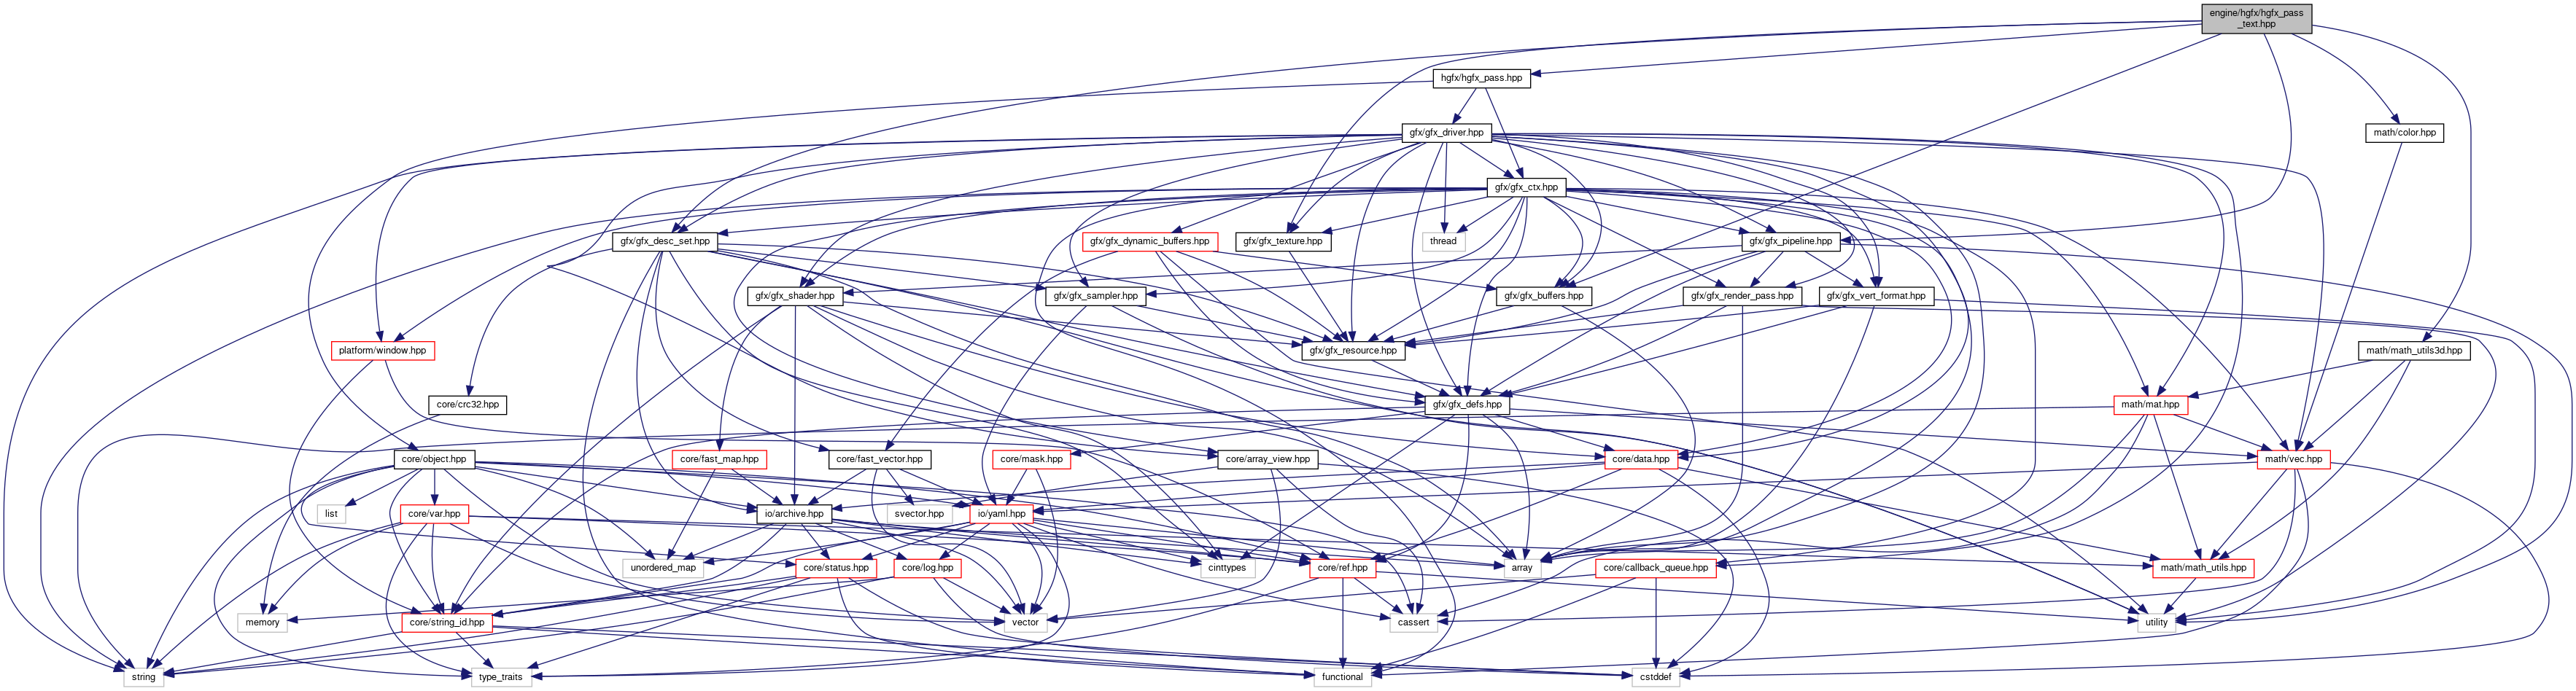 engine/hgfx/hgfx_pass
_text.hpp
hgfx/hgfx_pass.hpp
gfx/gfx_driver.hpp
math/color.hpp
gfx/gfx_ctx.hpp
gfx/gfx_desc_set.hpp
gfx/gfx_dynamic_buffers.hpp
gfx/gfx_texture.hpp
thread
gfx/gfx_pipeline.hpp
gfx/gfx_shader.hpp
gfx/gfx_sampler.hpp
gfx/gfx_buffers.hpp
gfx/gfx_render_pass.hpp
gfx/gfx_vert_format.hpp
platform/window.hpp
gfx/gfx_resource.hpp
math/math_utils3d.hpp
core/crc32.hpp
gfx/gfx_defs.hpp
math/mat.hpp
core/object.hpp
core/fast_map.hpp
core/fast_vector.hpp
core/mask.hpp
core/array_view.hpp
core/data.hpp
math/vec.hpp
list
core/var.hpp
io/archive.hpp
svector.hpp
io/yaml.hpp
unordered_map
core/status.hpp
core/log.hpp
cinttypes
core/ref.hpp
array
core/callback_queue.hpp
math/math_utils.hpp
memory
core/string_id.hpp
vector
cassert
utility
string
type_traits
functional
cstddef